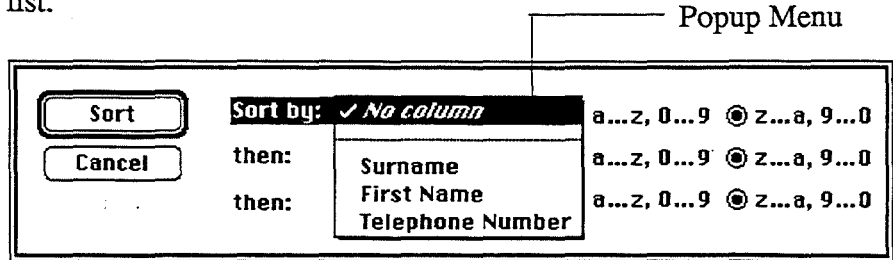 list.
Popup Menu
Sort
Cancel
Sort by: ✓ No column
Surname
First Name
Telephone Number
then:
then:
a...z, 0...9 z...a, 9...0
a...z, 0...9 z...a, 9...0
a...z, 0...9 z...a, 9...0